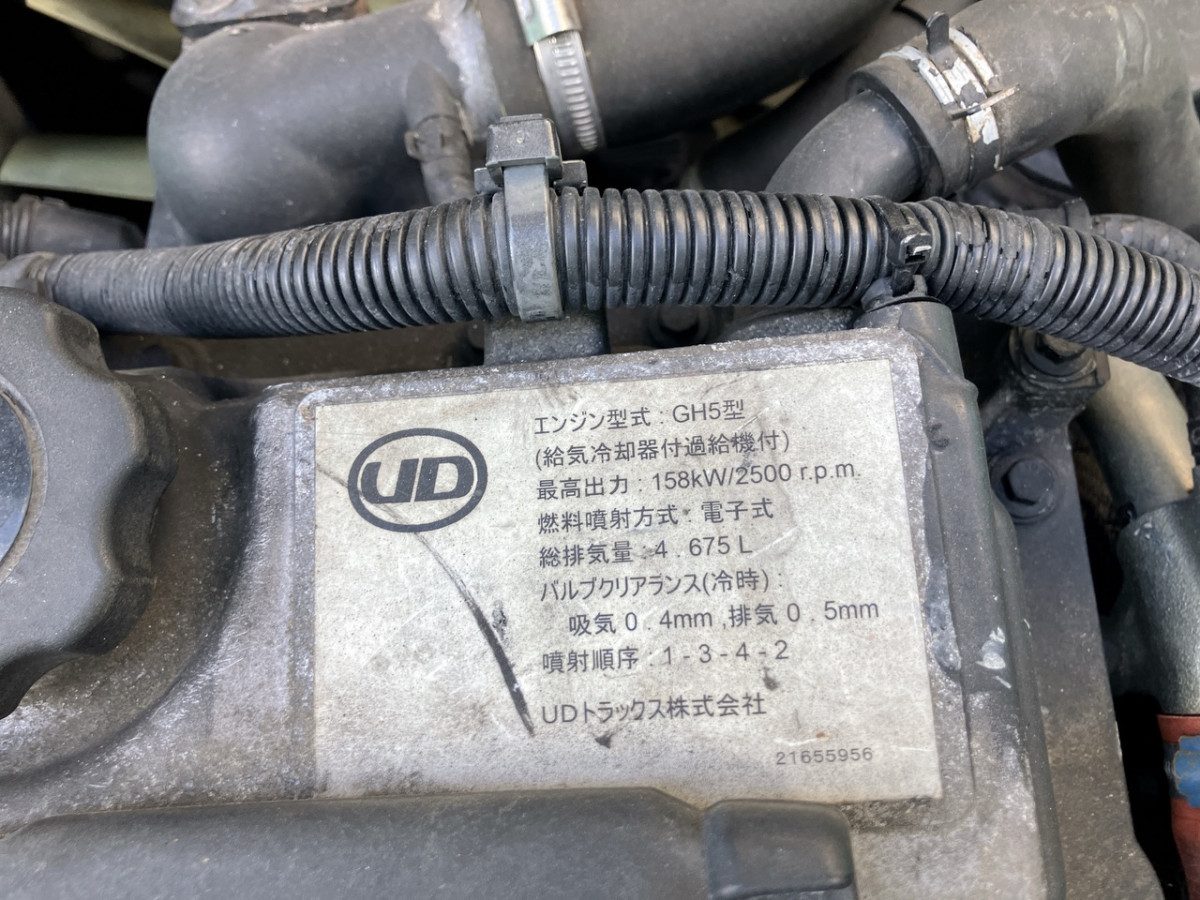 UD
エンジン型式 : GH5型
(給気冷却器付過給機付)
最高出力 : 158kW/2500 r.p.m.
燃料噴射方式 : 電子式
総排気量 : 4 . 675 L
バルブクリアランス(冷時) :
吸気 0 . 4mm ,排気 0 . 5mm
噴射順序 : 1 - 3 - 4 - 2
UDトラックス株式会社
21655956